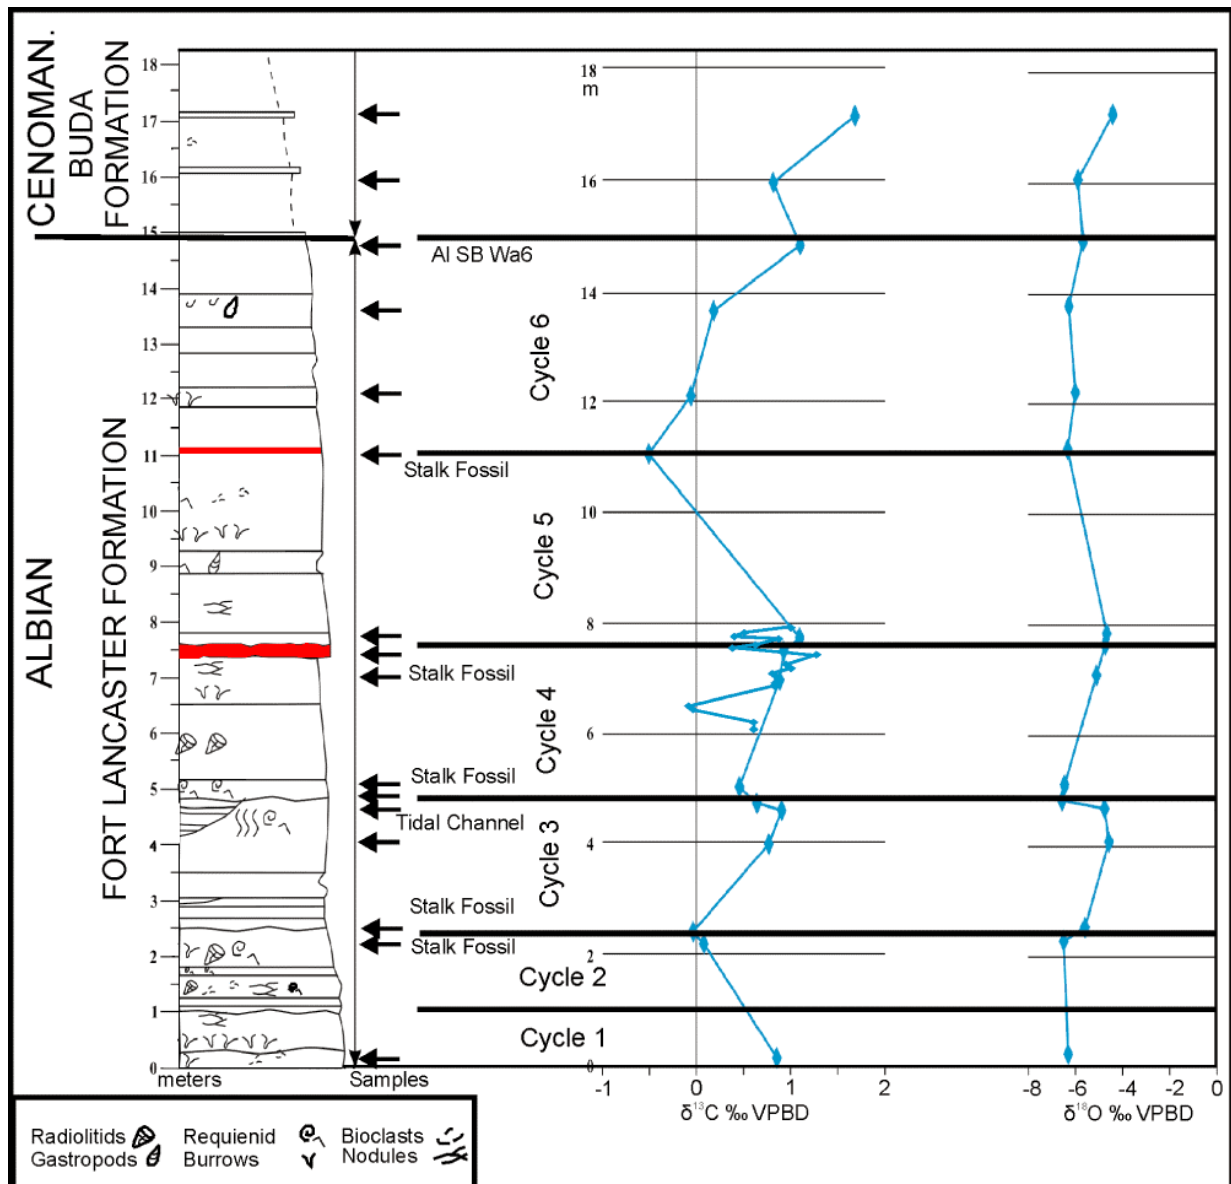 CENOMAN.
BUDA
FORMATION
ALBIAN
FORT LANCASTER FORMATION
18
17
16
15
14
13
12
11
10
9
8
7
6
5
4
3
2
1
0
meters
Samples
Al SB Wa6
Stalk Fossil
Stalk Fossil
Stalk Fossil
Tidal Channel
Stalk Fossil
Stalk Fossil
Cycle 6
Cycle 5
Cycle 4
Cycle 3
Cycle 2
Cycle 1
18
m
16
14
12
10
8
6
4
2
0
-1 0 1 2
δ¹³C ‰ VPBD
-8 -6 -4 -2 0
δ¹⁸O ‰ VPBD
Radiolitids Requienid Bioclasts
Gastropods Burrows Nodules